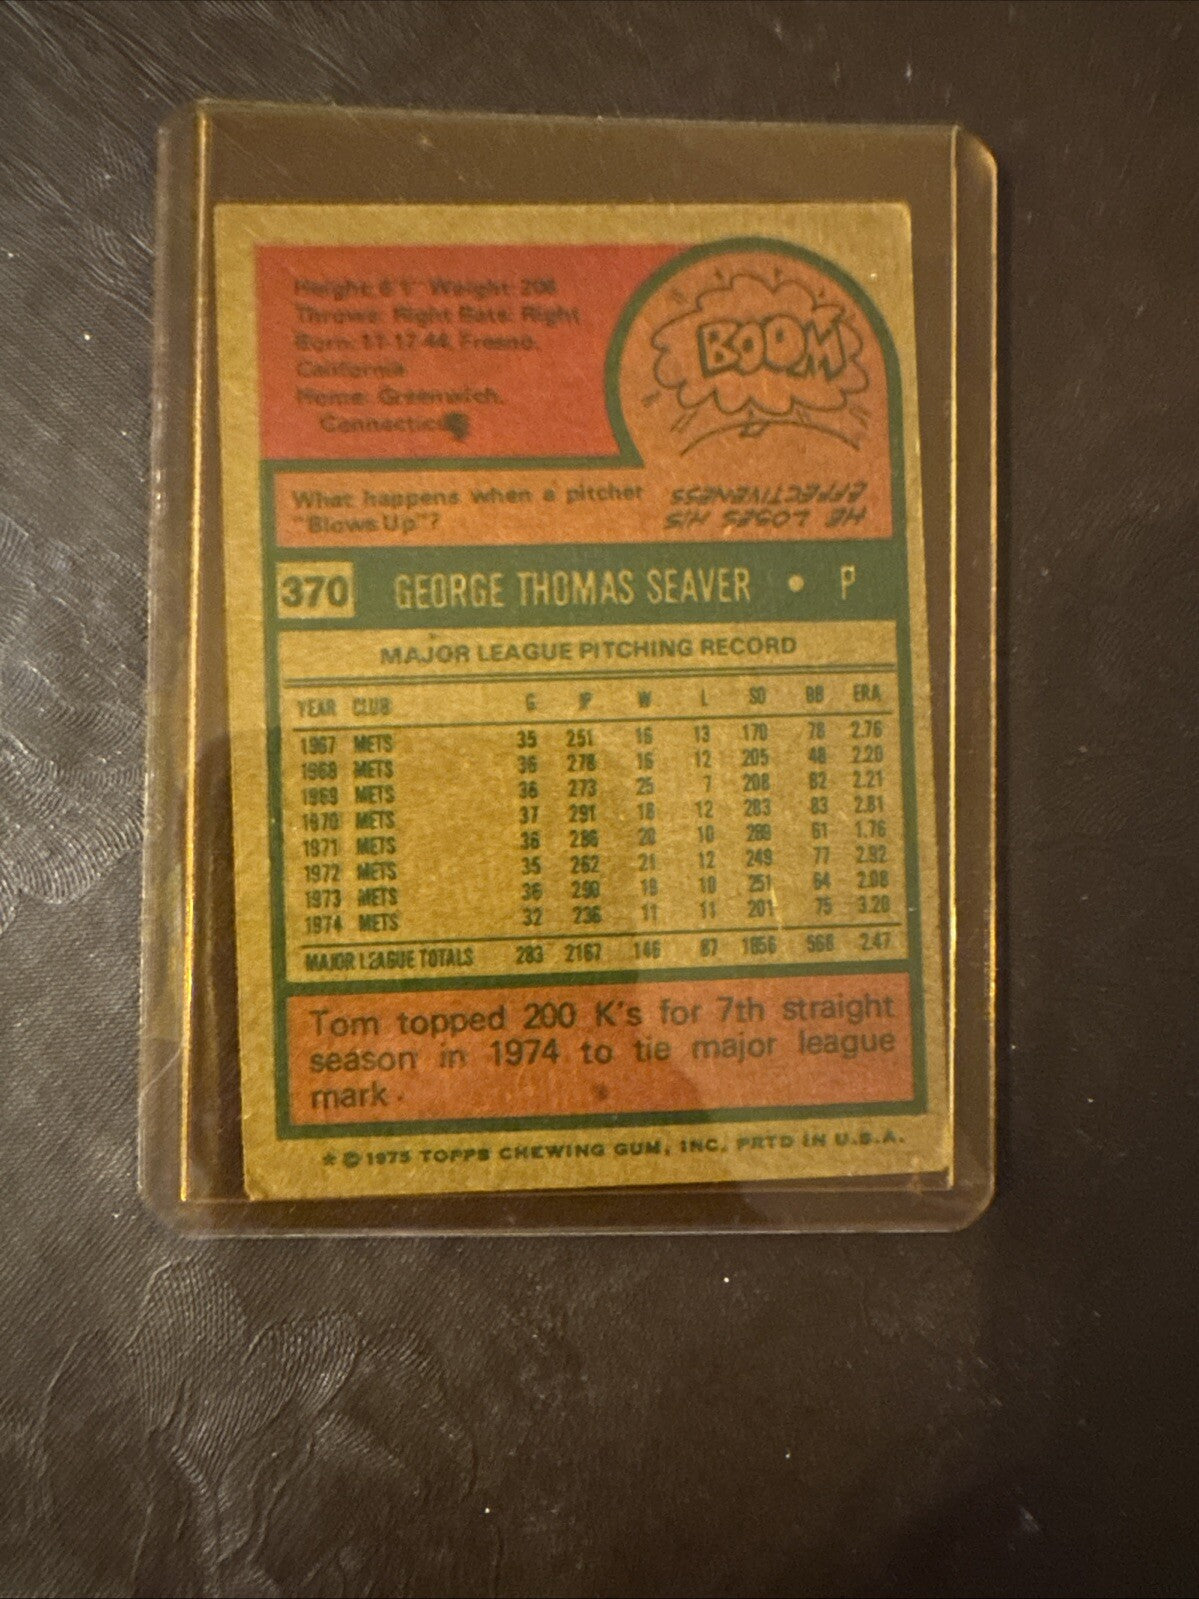 Height: 6'1" Weight: 206
Throws: Right Bats: Right
Born: 11-17-44, Fresno,
California
Home: Greenwich,
Connecticut
BOOM
What happens when a pitcher
"Blows Up"?
HE LOSES HIS
EFFECTIVENESS
370 GEORGE THOMAS SEAVER • P
MAJOR LEAGUE PITCHING RECORD
YEAR CLUB G IP W L SO BB ERA
1967 METS 35 251 16 13 170 78 2.76
1968 METS 36 278 16 12 205 48 2.20
1969 METS 36 273 25 7 208 82 2.21
1970 METS 37 291 18 12 283 83 2.81
1971 METS 36 286 20 10 289 61 1.76
1972 METS 35 262 21 12 249 77 2.92
1973 METS 36 290 19 10 251 64 2.08
1974 METS 32 236 11 11 201 75 3.20
MAJOR LEAGUE TOTALS 283 2167 146 87 1856 568 2.47
Tom topped 200 K's for 7th straight
season in 1974 to tie major league
mark.
* © 1975 TOPPS CHEWING GUM, INC. PRTD IN U.S.A.